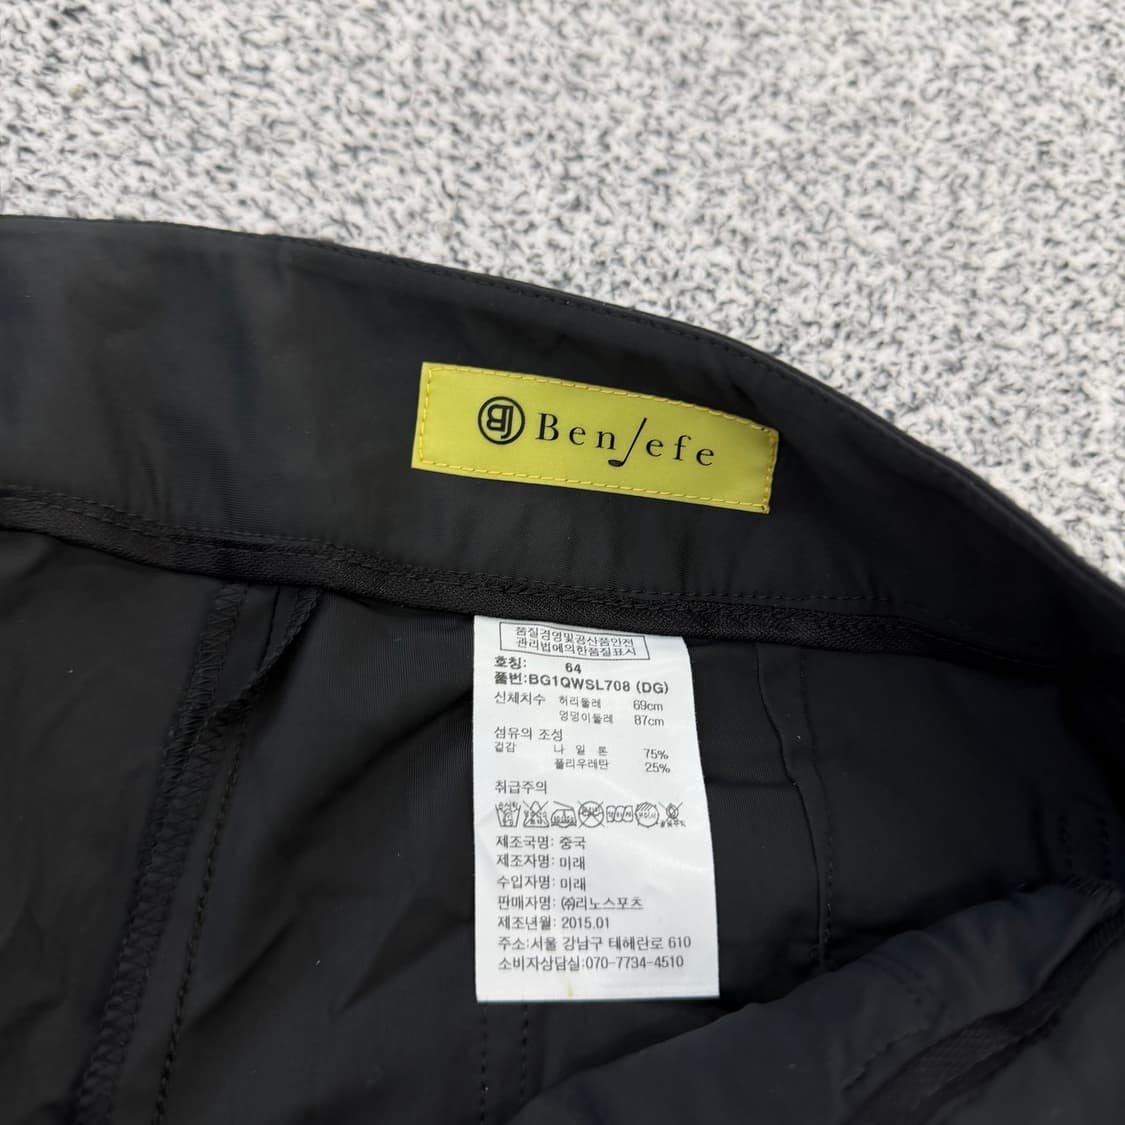 BJ BenJefe
품질경영및공산품안전
관리법에의한품질표시
호칭: 64
품번:BG1QWSL708 (DG)
신체치수 허리둘레 69cm
엉덩이둘레 87cm
섬유의 조성
겉감 나 일 론 75%
폴리우레탄 25%
취급주의
제조국명: 중국
제조자명: 미래
수입자명: 미래
판매자명: ㈜리노스포츠
제조년월: 2015.01
주소:서울 강남구 테헤란로 610
소비자상담실:070-7734-4510